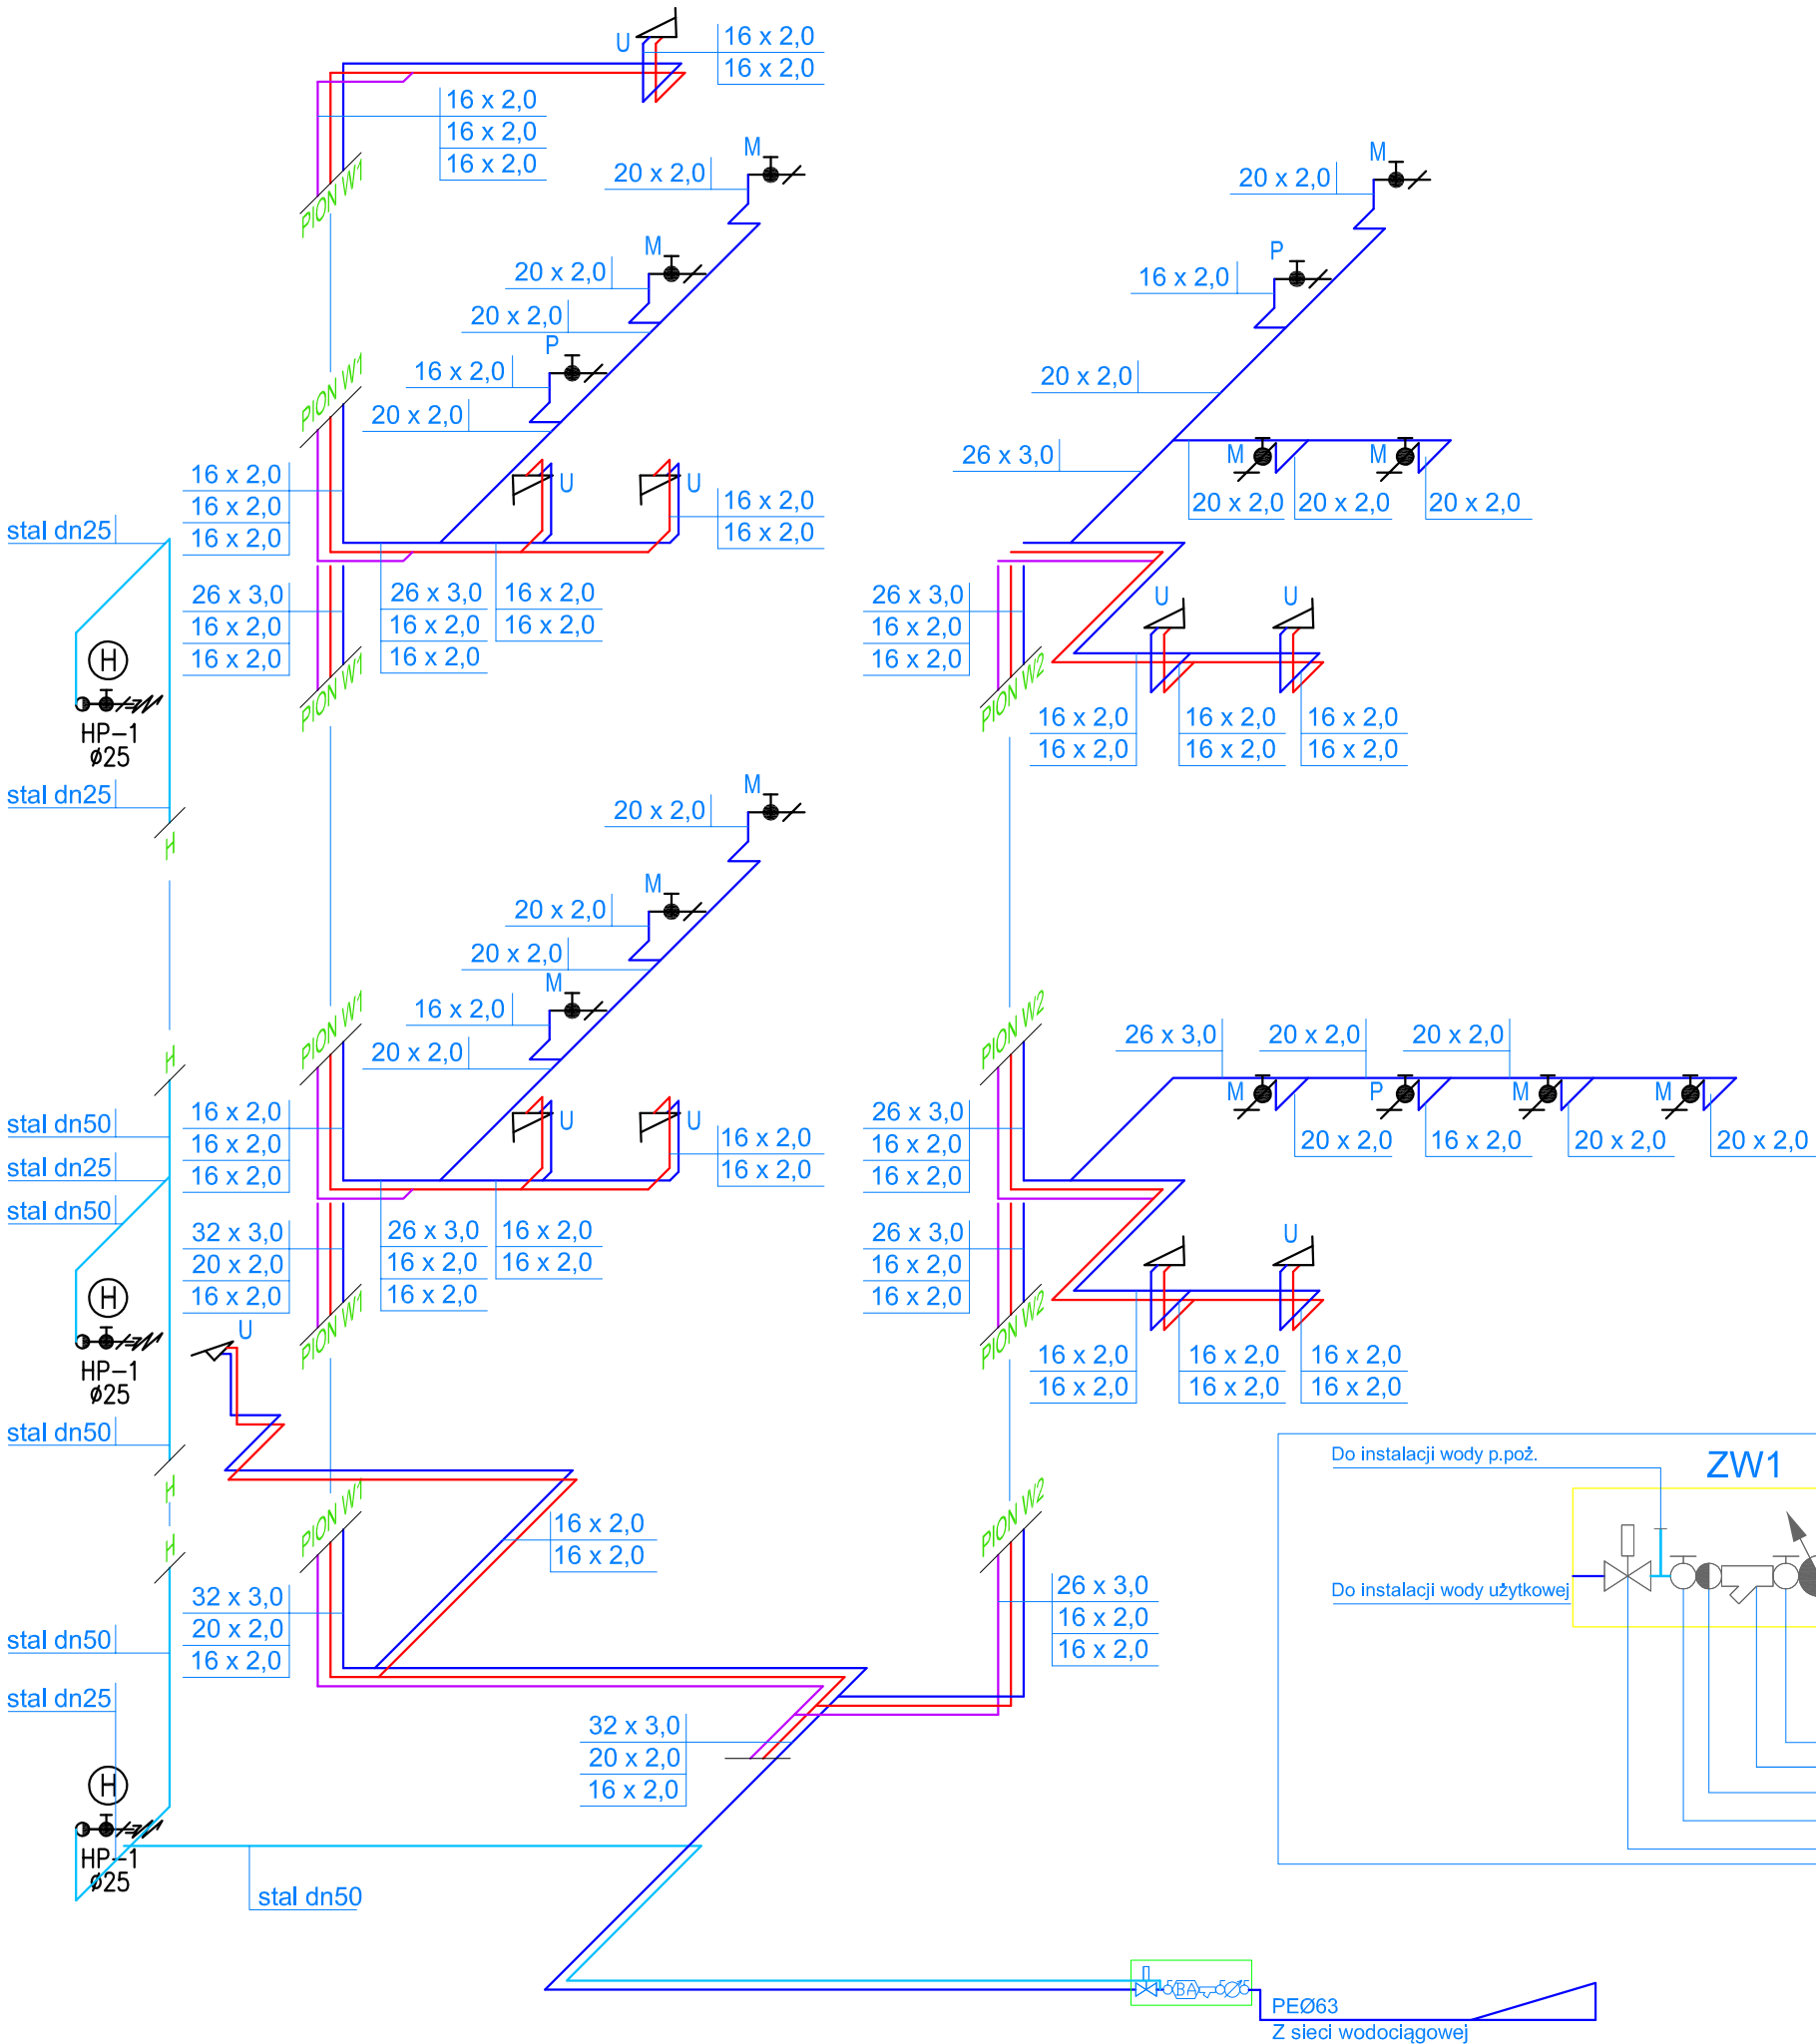 U
16 x 2,0
16 x 2,0
16 x 2,0
16 x 2,0
16 x 2,0
PION W1
M
20 x 2,0
M
20 x 2,0
M
20 x 2,0
20 x 2,0
P
16 x 2,0
20 x 2,0
P
16 x 2,0
20 x 2,0
PION W1
26 x 3,0
M
M
20 x 2,0
20 x 2,0
20 x 2,0
16 x 2,0
16 x 2,0
16 x 2,0
U
U
16 x 2,0
16 x 2,0
stal dn25
26 x 3,0
16 x 2,0
16 x 2,0
26 x 3,0
16 x 2,0
16 x 2,0
16 x 2,0
16 x 2,0
26 x 3,0
16 x 2,0
16 x 2,0
U
U
H
HP-1
ø25
PION W1
PION W2
16 x 2,0
16 x 2,0
16 x 2,0
16 x 2,0
16 x 2,0
16 x 2,0
stal dn25
H
M
20 x 2,0
M
20 x 2,0
20 x 2,0
M
16 x 2,0
20 x 2,0
H
PION W1
PION W2
26 x 3,0
20 x 2,0
20 x 2,0
M
P
M
M
20 x 2,0
16 x 2,0
20 x 2,0
20 x 2,0
stal dn50
stal dn25
stal dn50
16 x 2,0
16 x 2,0
16 x 2,0
U
U
16 x 2,0
16 x 2,0
26 x 3,0
16 x 2,0
16 x 2,0
32 x 3,0
20 x 2,0
16 x 2,0
26 x 3,0
16 x 2,0
16 x 2,0
16 x 2,0
16 x 2,0
26 x 3,0
16 x 2,0
16 x 2,0
U
H
HP-1
ø25
U
PION W1
PION W2
16 x 2,0
16 x 2,0
16 x 2,0
16 x 2,0
16 x 2,0
16 x 2,0
stal dn50
H
H
PION W1
PION W2
16 x 2,0
16 x 2,0
Do instalacji wody p.poż.
ZW1
Do instalacji wody użytkowej
32 x 3,0
20 x 2,0
16 x 2,0
26 x 3,0
16 x 2,0
16 x 2,0
stal dn50
stal dn25
32 x 3,0
20 x 2,0
16 x 2,0
H
HP-1
ø25
stal dn50
BA
PEØ63
Z sieci wodociągowej